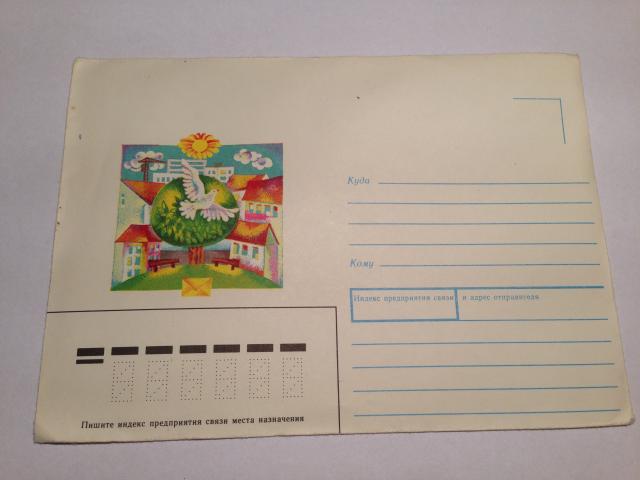 Куда
Кому
Индекс предприятия связи и адрес отправителя
Пишите индекс предприятия связи места назначения